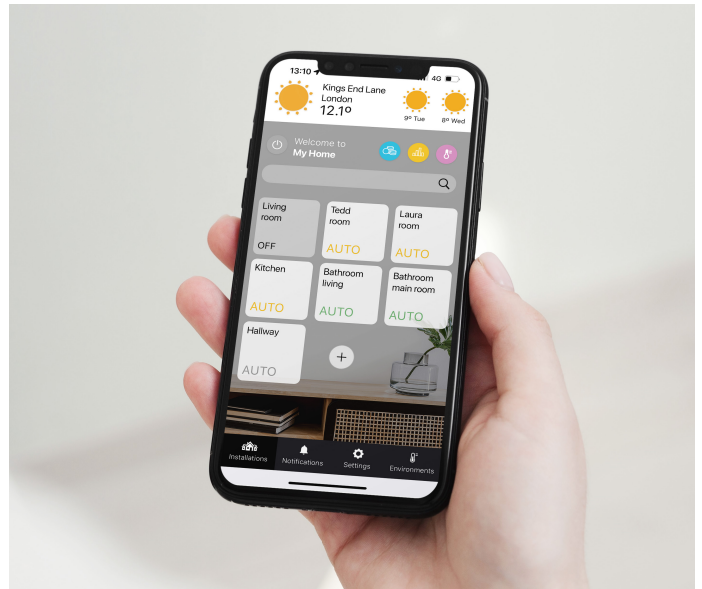 13:10
4G
Kings End Lane
London
12.1º
9º Tue
8º Wed
Welcome to
My Home
Living
room
OFF
Tedd
room
AUTO
Laura
room
AUTO
Kitchen
AUTO
Bathroom
living
AUTO
Bathroom
main room
AUTO
Hallway
AUTO
+
Installations
Notifications
Settings
Environments